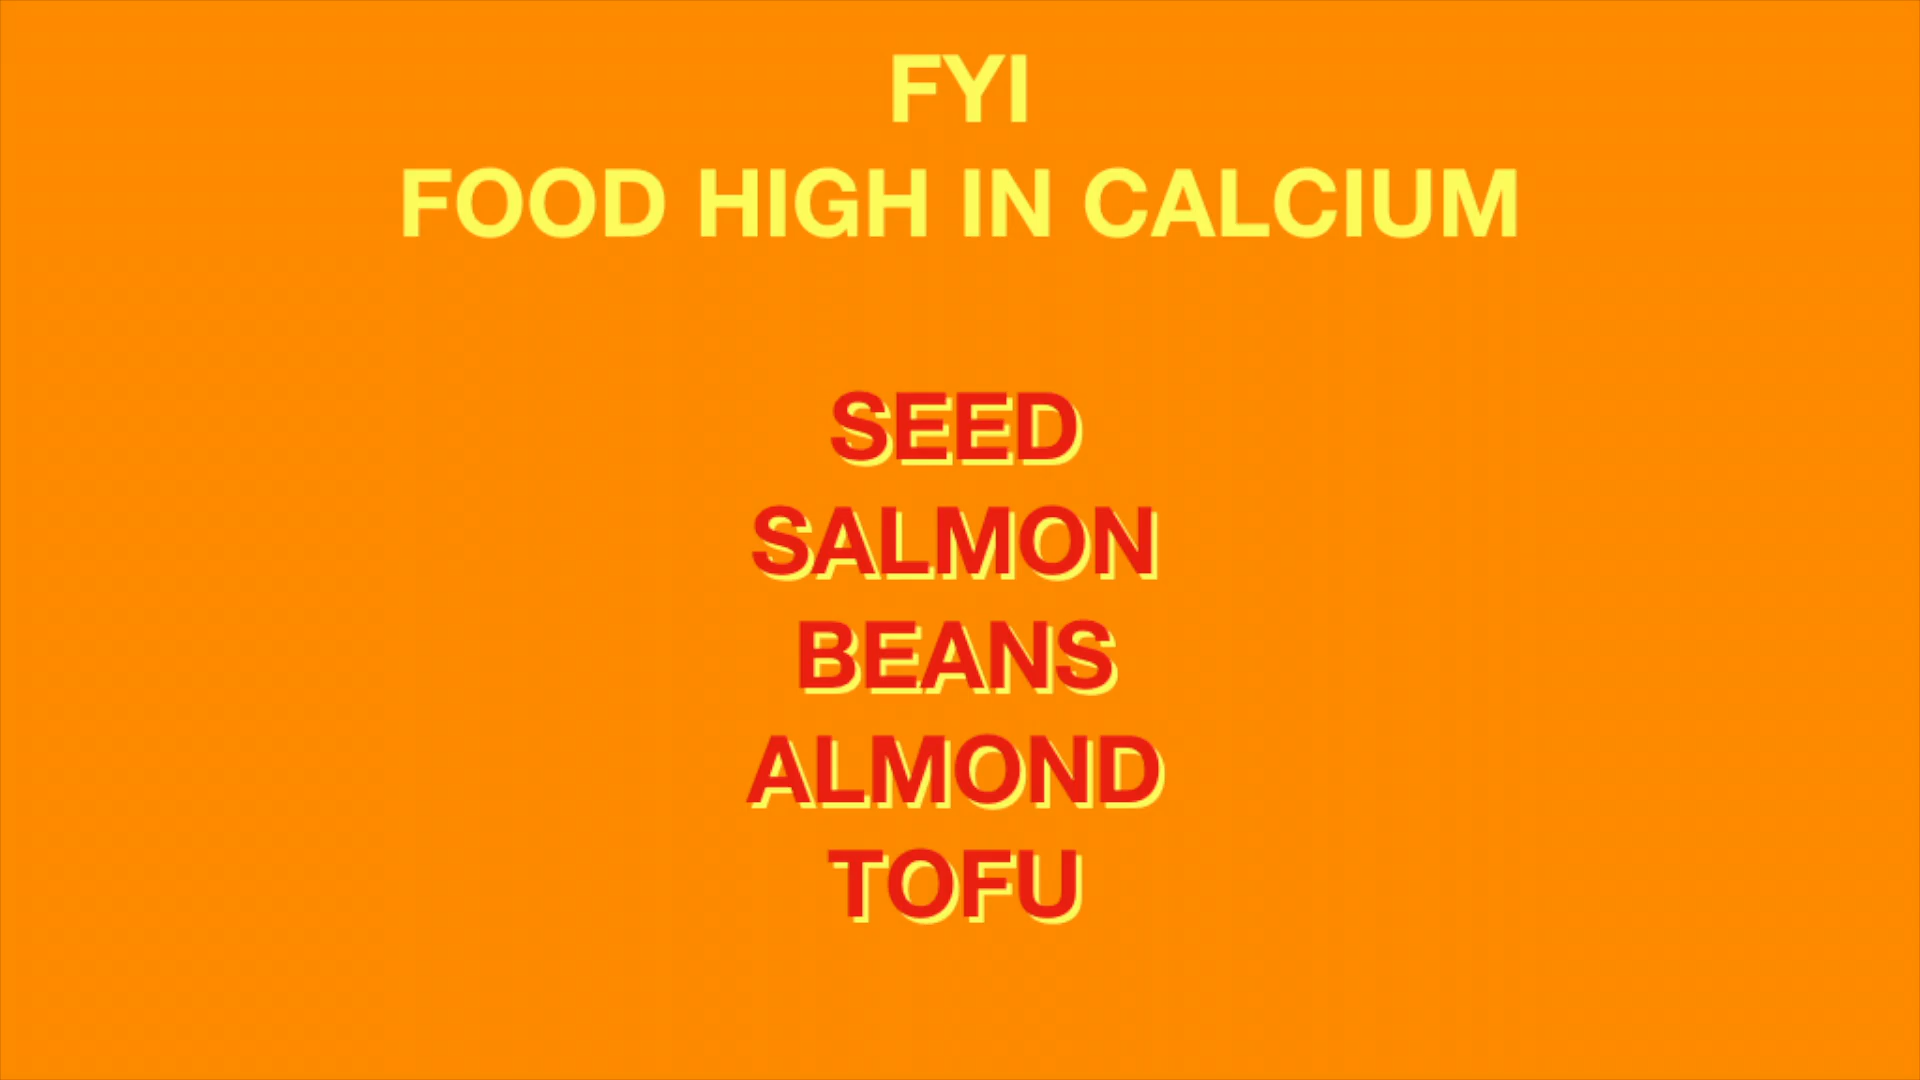 FYI
FOOD HIGH IN CALCIUM
SEED
SALMON
BEANS
ALMOND
TOFU